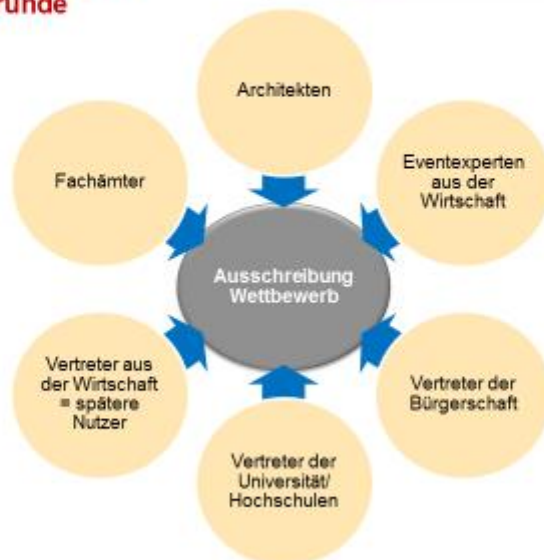 Architekten
Fachämter
Eventexperten
aus der
Wirtschaft
Ausschreibung
Wettbewerb
Vertreter aus
der Wirtschaft
= spätere
Nutzer
Vertreter der
Bürgerschaft
Vertreter der
Universität/
Hochschulen